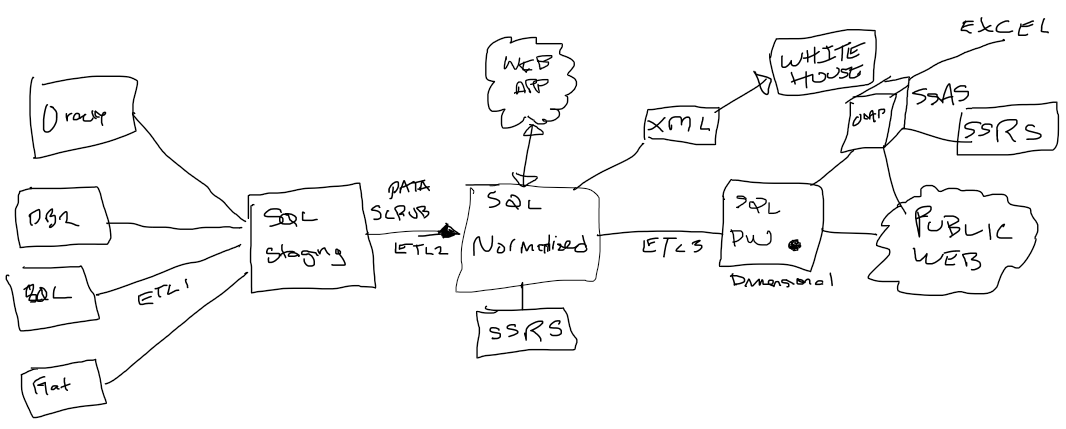 EXCEL
WEB
APP
WHITE
HOUSE
SSAS
Oracle
XML
OLAP
SSRS
DATA
SCRUB
SQL
SQL
DB2
SQL
Staging
PUBLIC
WEB
ETL2
Normalized
ETL3
DW
SQL
ETL1
Dimensional
SSRS
Flat